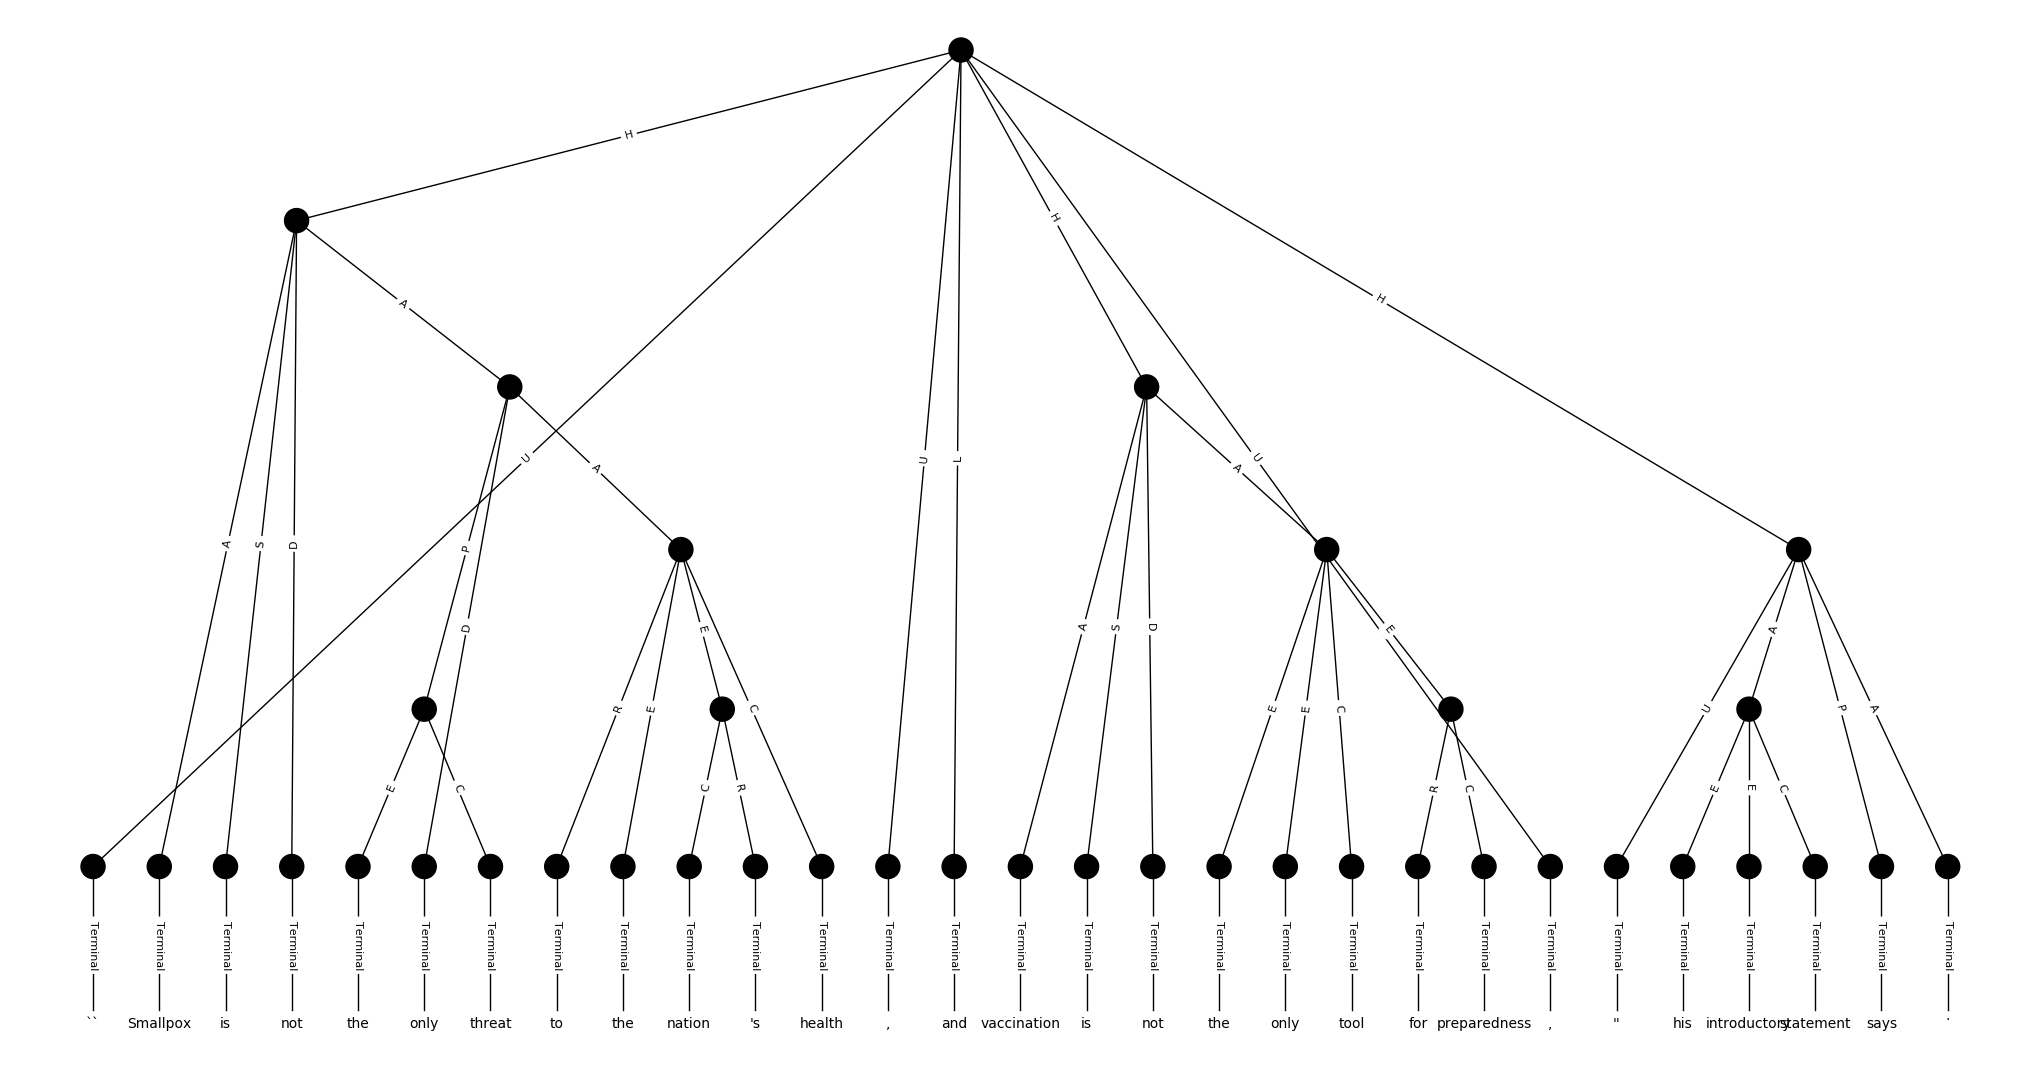 H
H
H
A
U
U
L
A
U
A
S
D
P
A
A
S
D
D
E
E
A
R
E
C
E
E
C
U
P
A
E
C
C
R
R
C
E
E
C
Terminal Terminal Terminal Terminal Terminal Terminal Terminal Terminal Terminal Terminal Terminal Terminal Terminal Terminal Terminal Terminal Terminal Terminal Terminal Terminal Terminal Terminal Terminal Terminal Terminal Terminal Terminal Terminal Terminal
`` Smallpox is not the only threat to the nation 's health , and vaccination is not the only tool for preparedness , " his introductory statement says .